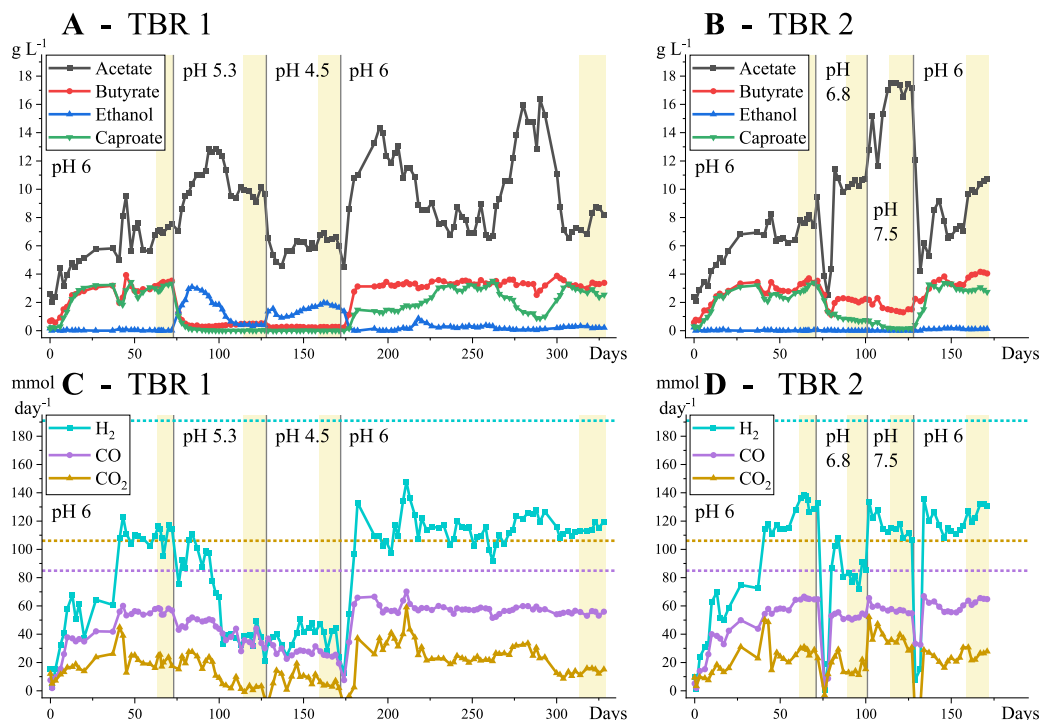 A - TBR 1
g L⁻¹
18
16
14
12
10
8
6
4
2
0
Acetate
Butyrate
Ethanol
Caproate
pH 6
pH 5.3
pH 4.5
pH 6
0
50
100
150
200
250
300
Days
B - TBR 2
18
16
14
12
10
8
6
4
2
0
Acetate
Butyrate
Ethanol
Caproate
pH 6
pH
6.8
pH
7.5
pH 6
0
50
100
150
Days
C - TBR 1
mmol
day⁻¹
180
160
140
120
100
80
60
40
20
0
H₂
CO
CO₂
pH 6
pH 5.3
pH 4.5
pH 6
0
50
100
150
200
250
300
Days
D - TBR 2
mmol
day⁻¹
180
160
140
120
100
80
60
40
20
0
H₂
CO
CO₂
pH 6
pH
6.8
pH
7.5
pH 6
0
50
100
150
Days